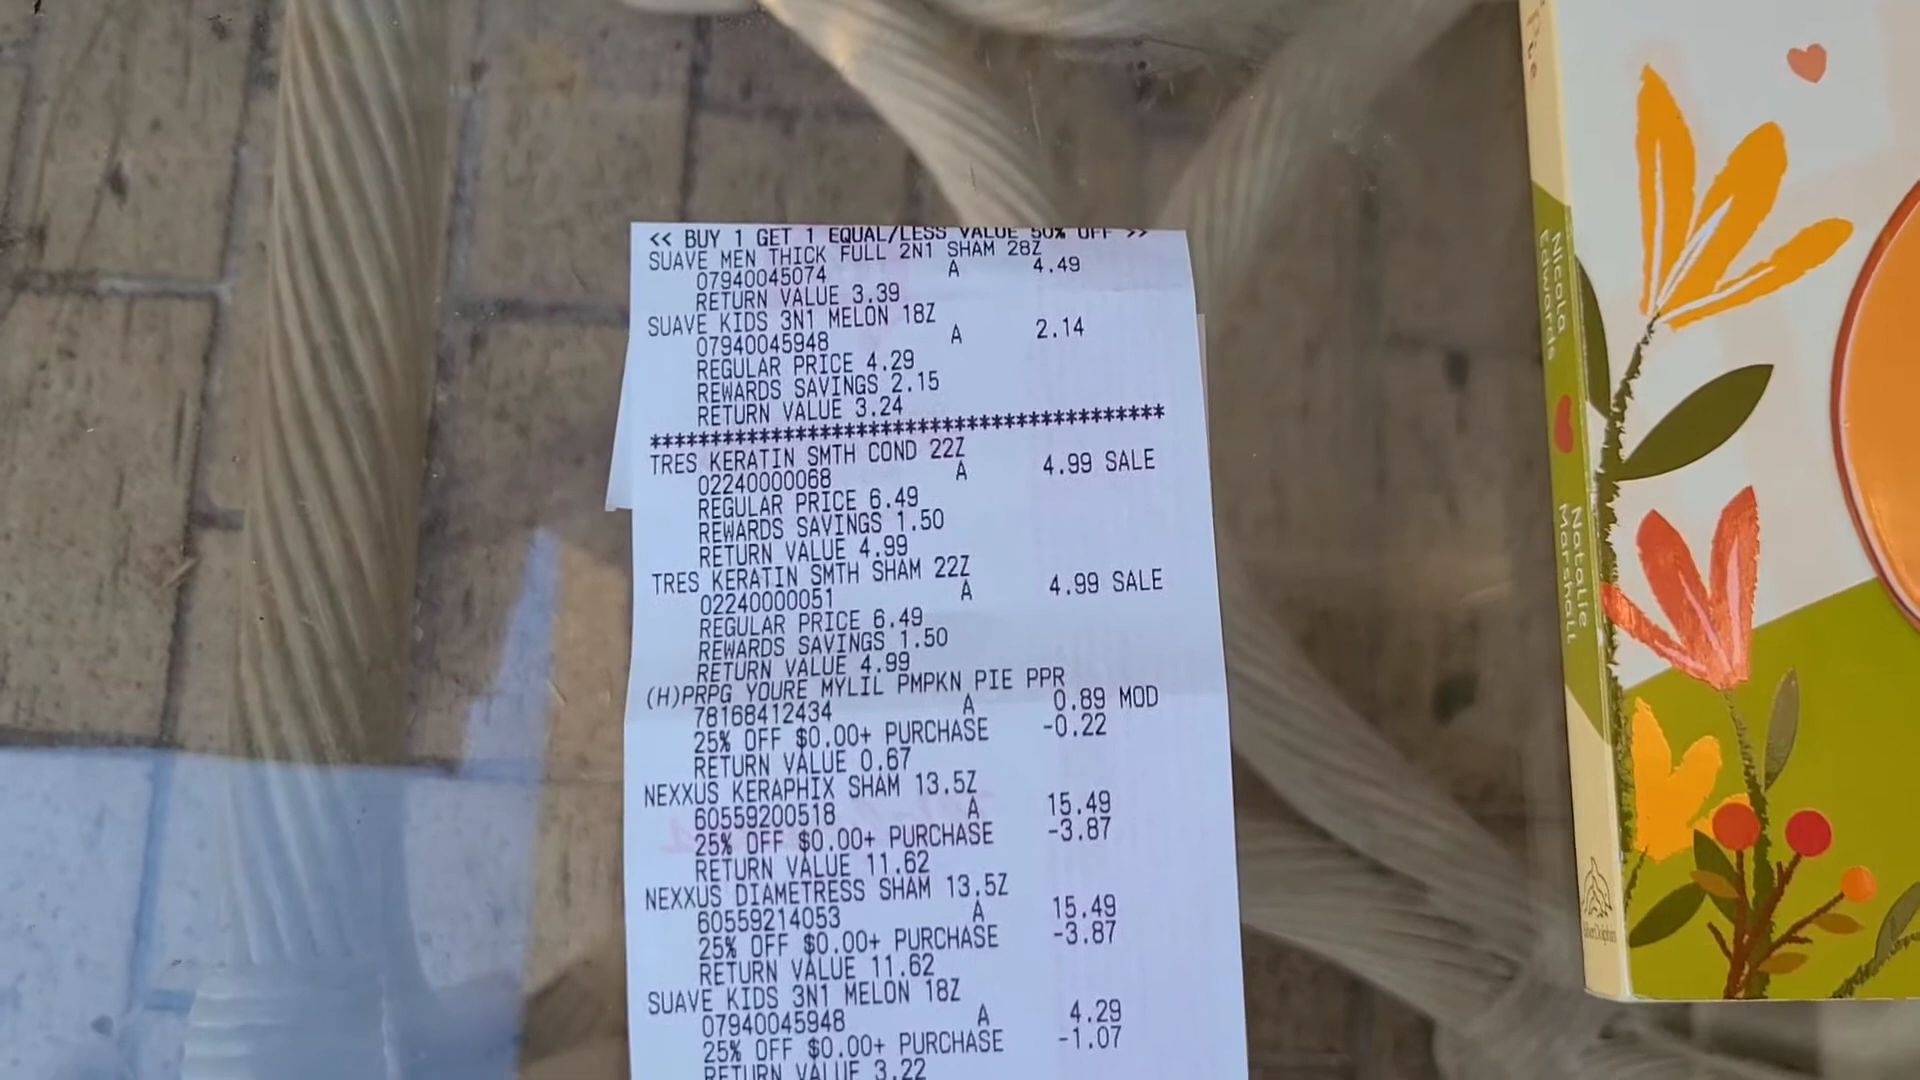 << BUY 1 GET 1 EQUAL/LESS VALUE 50% OFF >>
SUAVE MEN THICK FULL 2N1 SHAM 28Z
07940045074 A 4.49
RETURN VALUE 3.39
SUAVE KIDS 3N1 MELON 18Z
07940045948 A 2.14
REGULAR PRICE 4.29
REWARDS SAVINGS 2.15
RETURN VALUE 3.24
*******************************************
TRES KERATIN SMTH COND 22Z
02240000068 A 4.99 SALE
REGULAR PRICE 6.49
REWARDS SAVINGS 1.50
RETURN VALUE 4.99
TRES KERATIN SMTH SHAM 22Z
02240000051 A 4.99 SALE
REGULAR PRICE 6.49
REWARDS SAVINGS 1.50
RETURN VALUE 4.99
(H)PRPG YOURE MYLIL PMPKN PIE PPR
78168412434 A 0.89 MOD
25% OFF $0.00+ PURCHASE -0.22
RETURN VALUE 0.67
NEXXUS KERAPHIX SHAM 13.5Z
60559200518 A 15.49
25% OFF $0.00+ PURCHASE -3.87
RETURN VALUE 11.62
NEXXUS DIAMETRESS SHAM 13.5Z
60559214053 A 15.49
25% OFF $0.00+ PURCHASE -3.87
RETURN VALUE 11.62
SUAVE KIDS 3N1 MELON 18Z
07940045948 A 4.29
25% OFF $0.00+ PURCHASE -1.07
RETURN VALUE 3.22
Nicola
Edwards
Natalie
Marshall